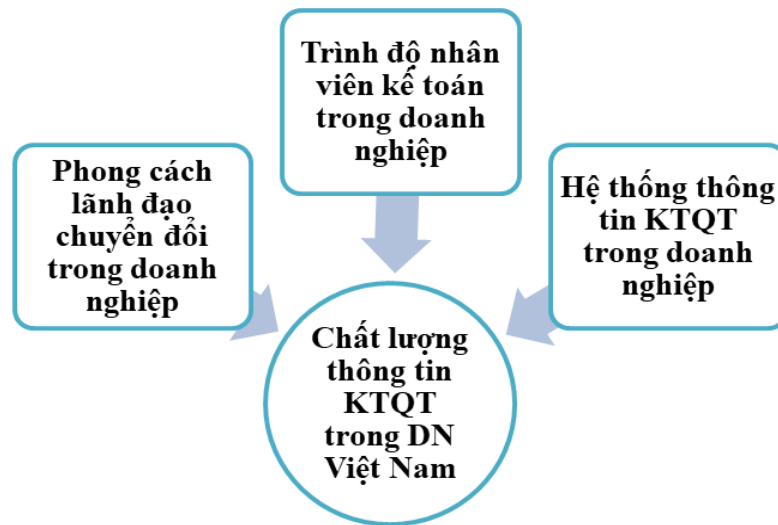 Trình độ nhân
viên kế toán
trong doanh
nghiệp
Phong cách
lãnh đạo
chuyển đổi
trong doanh
nghiệp
Hệ thống thông
tin KTQT
trong doanh
nghiệp
Chất lượng
thông tin
KTQT
trong DN
Việt Nam